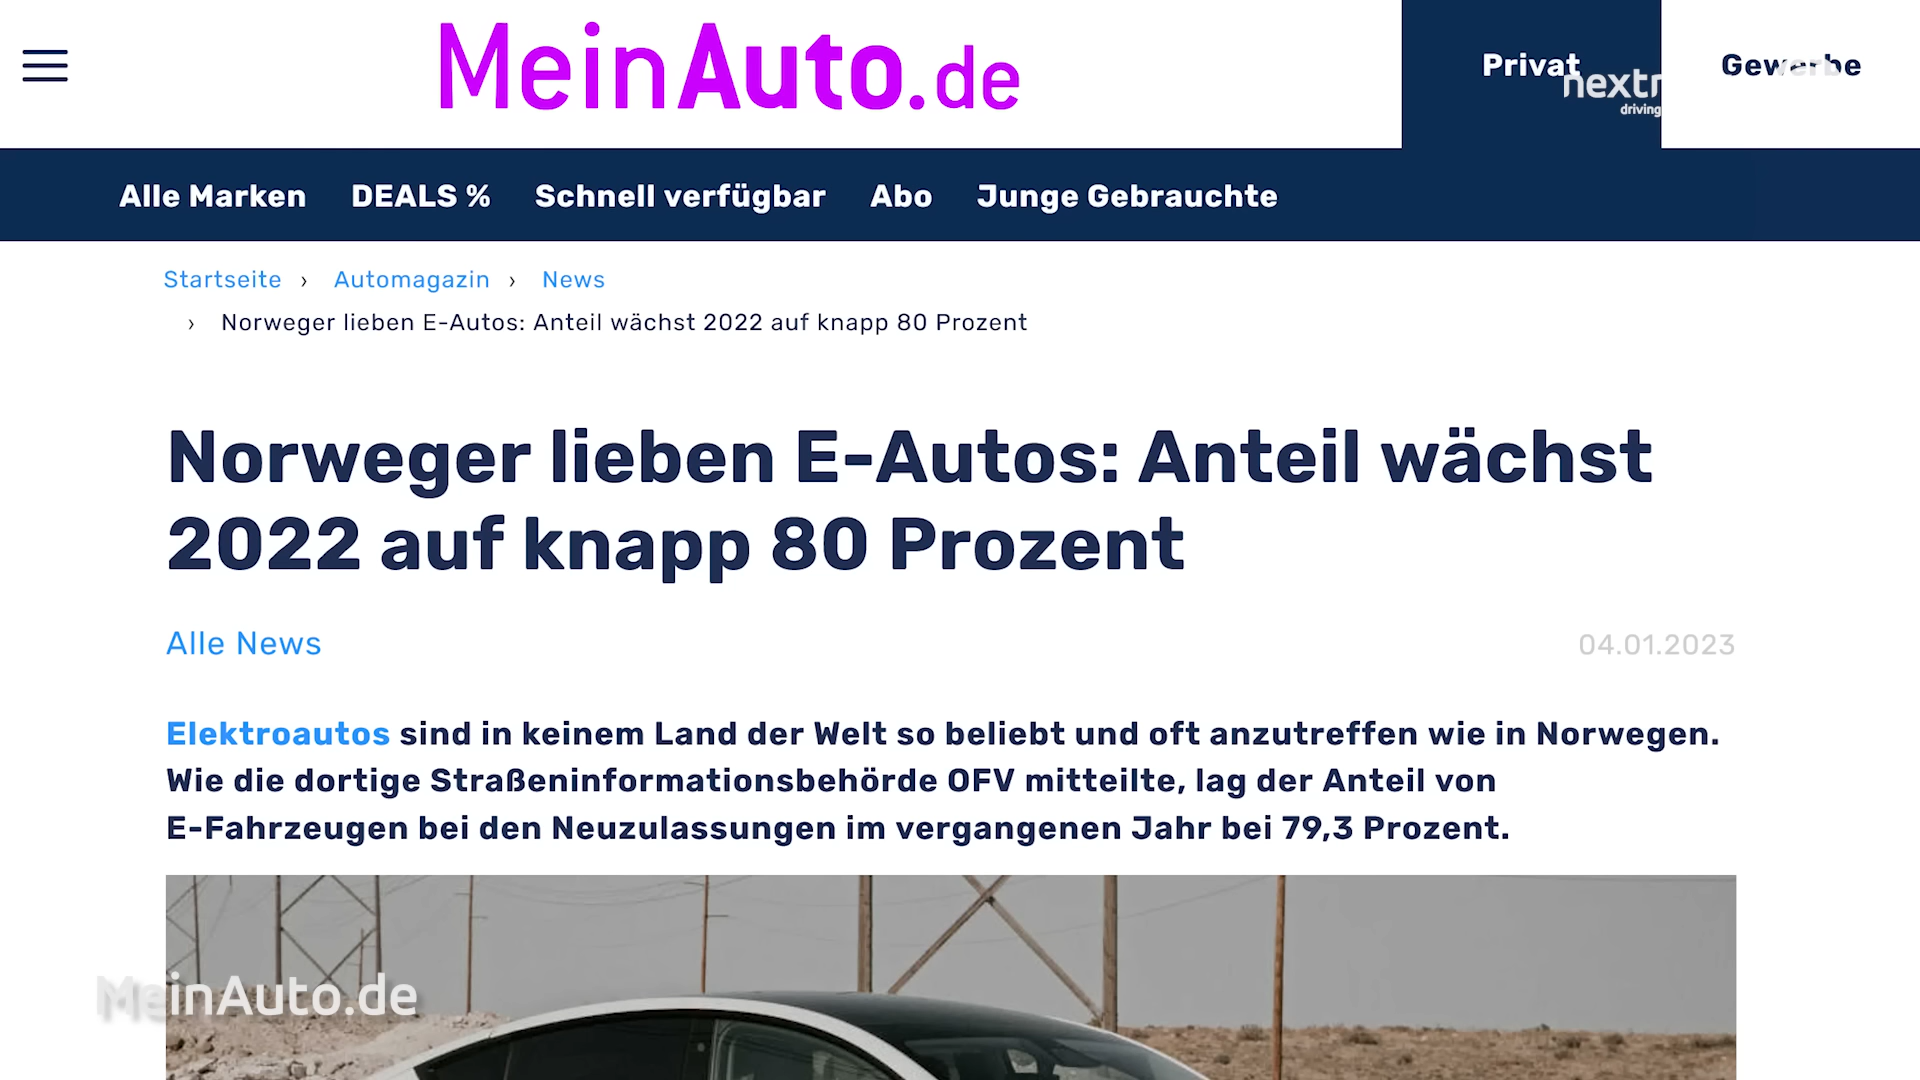 MeinAuto.de
Privat
Gewerbe
driving
Alle Marken DEALS % Schnell verfügbar Abo Junge Gebrauchte
Startseite › Automagazin › News
› Norweger lieben E-Autos: Anteil wächst 2022 auf knapp 80 Prozent
Norweger lieben E-Autos: Anteil wächst
2022 auf knapp 80 Prozent
Alle News
04.01.2023
Elektroautos sind in keinem Land der Welt so beliebt und oft anzutreffen wie in Norwegen.
Wie die dortige Straßeninformationsbehörde OFV mitteilte, lag der Anteil von
E-Fahrzeugen bei den Neuzulassungen im vergangenen Jahr bei 79,3 Prozent.
MeinAuto.de